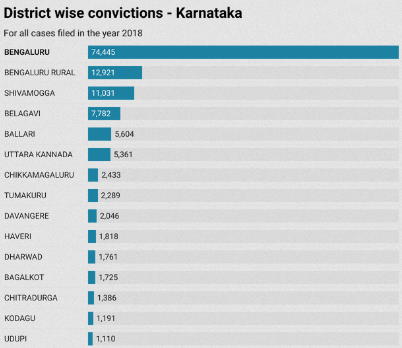 District wise convictions - Karnataka
For all cases filed in the year 2018
BENGALURU 74,445
BENGALURU RURAL 12,921
SHIVAMOGGA 11,031
BELAGAVI 7,782
BALLARI 5,604
UTTARA KANNADA 5,361
CHIKKAMAGALURU 2,433
TUMAKURU 2,289
DAVANGERE 2,046
HAVERI 1,818
DHARWAD 1,761
BAGALKOT 1,725
CHITRADURGA 1,386
KODAGU 1,191
UDUPI 1,110